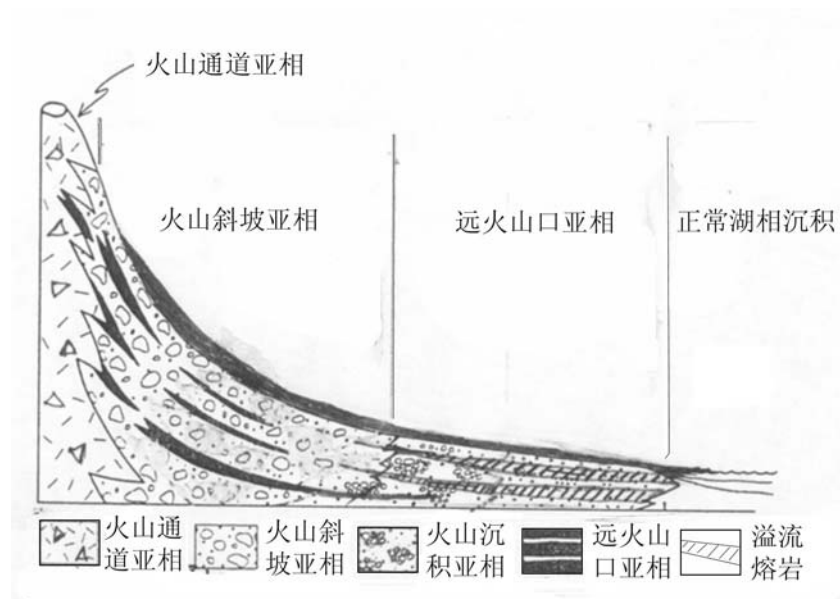 火山通道亚相
火山斜坡亚相
远火山口亚相
正常湖相沉积
火山通
道亚相
火山斜
坡亚相
火山沉
积亚相
远火山
口亚相
溢流
熔岩